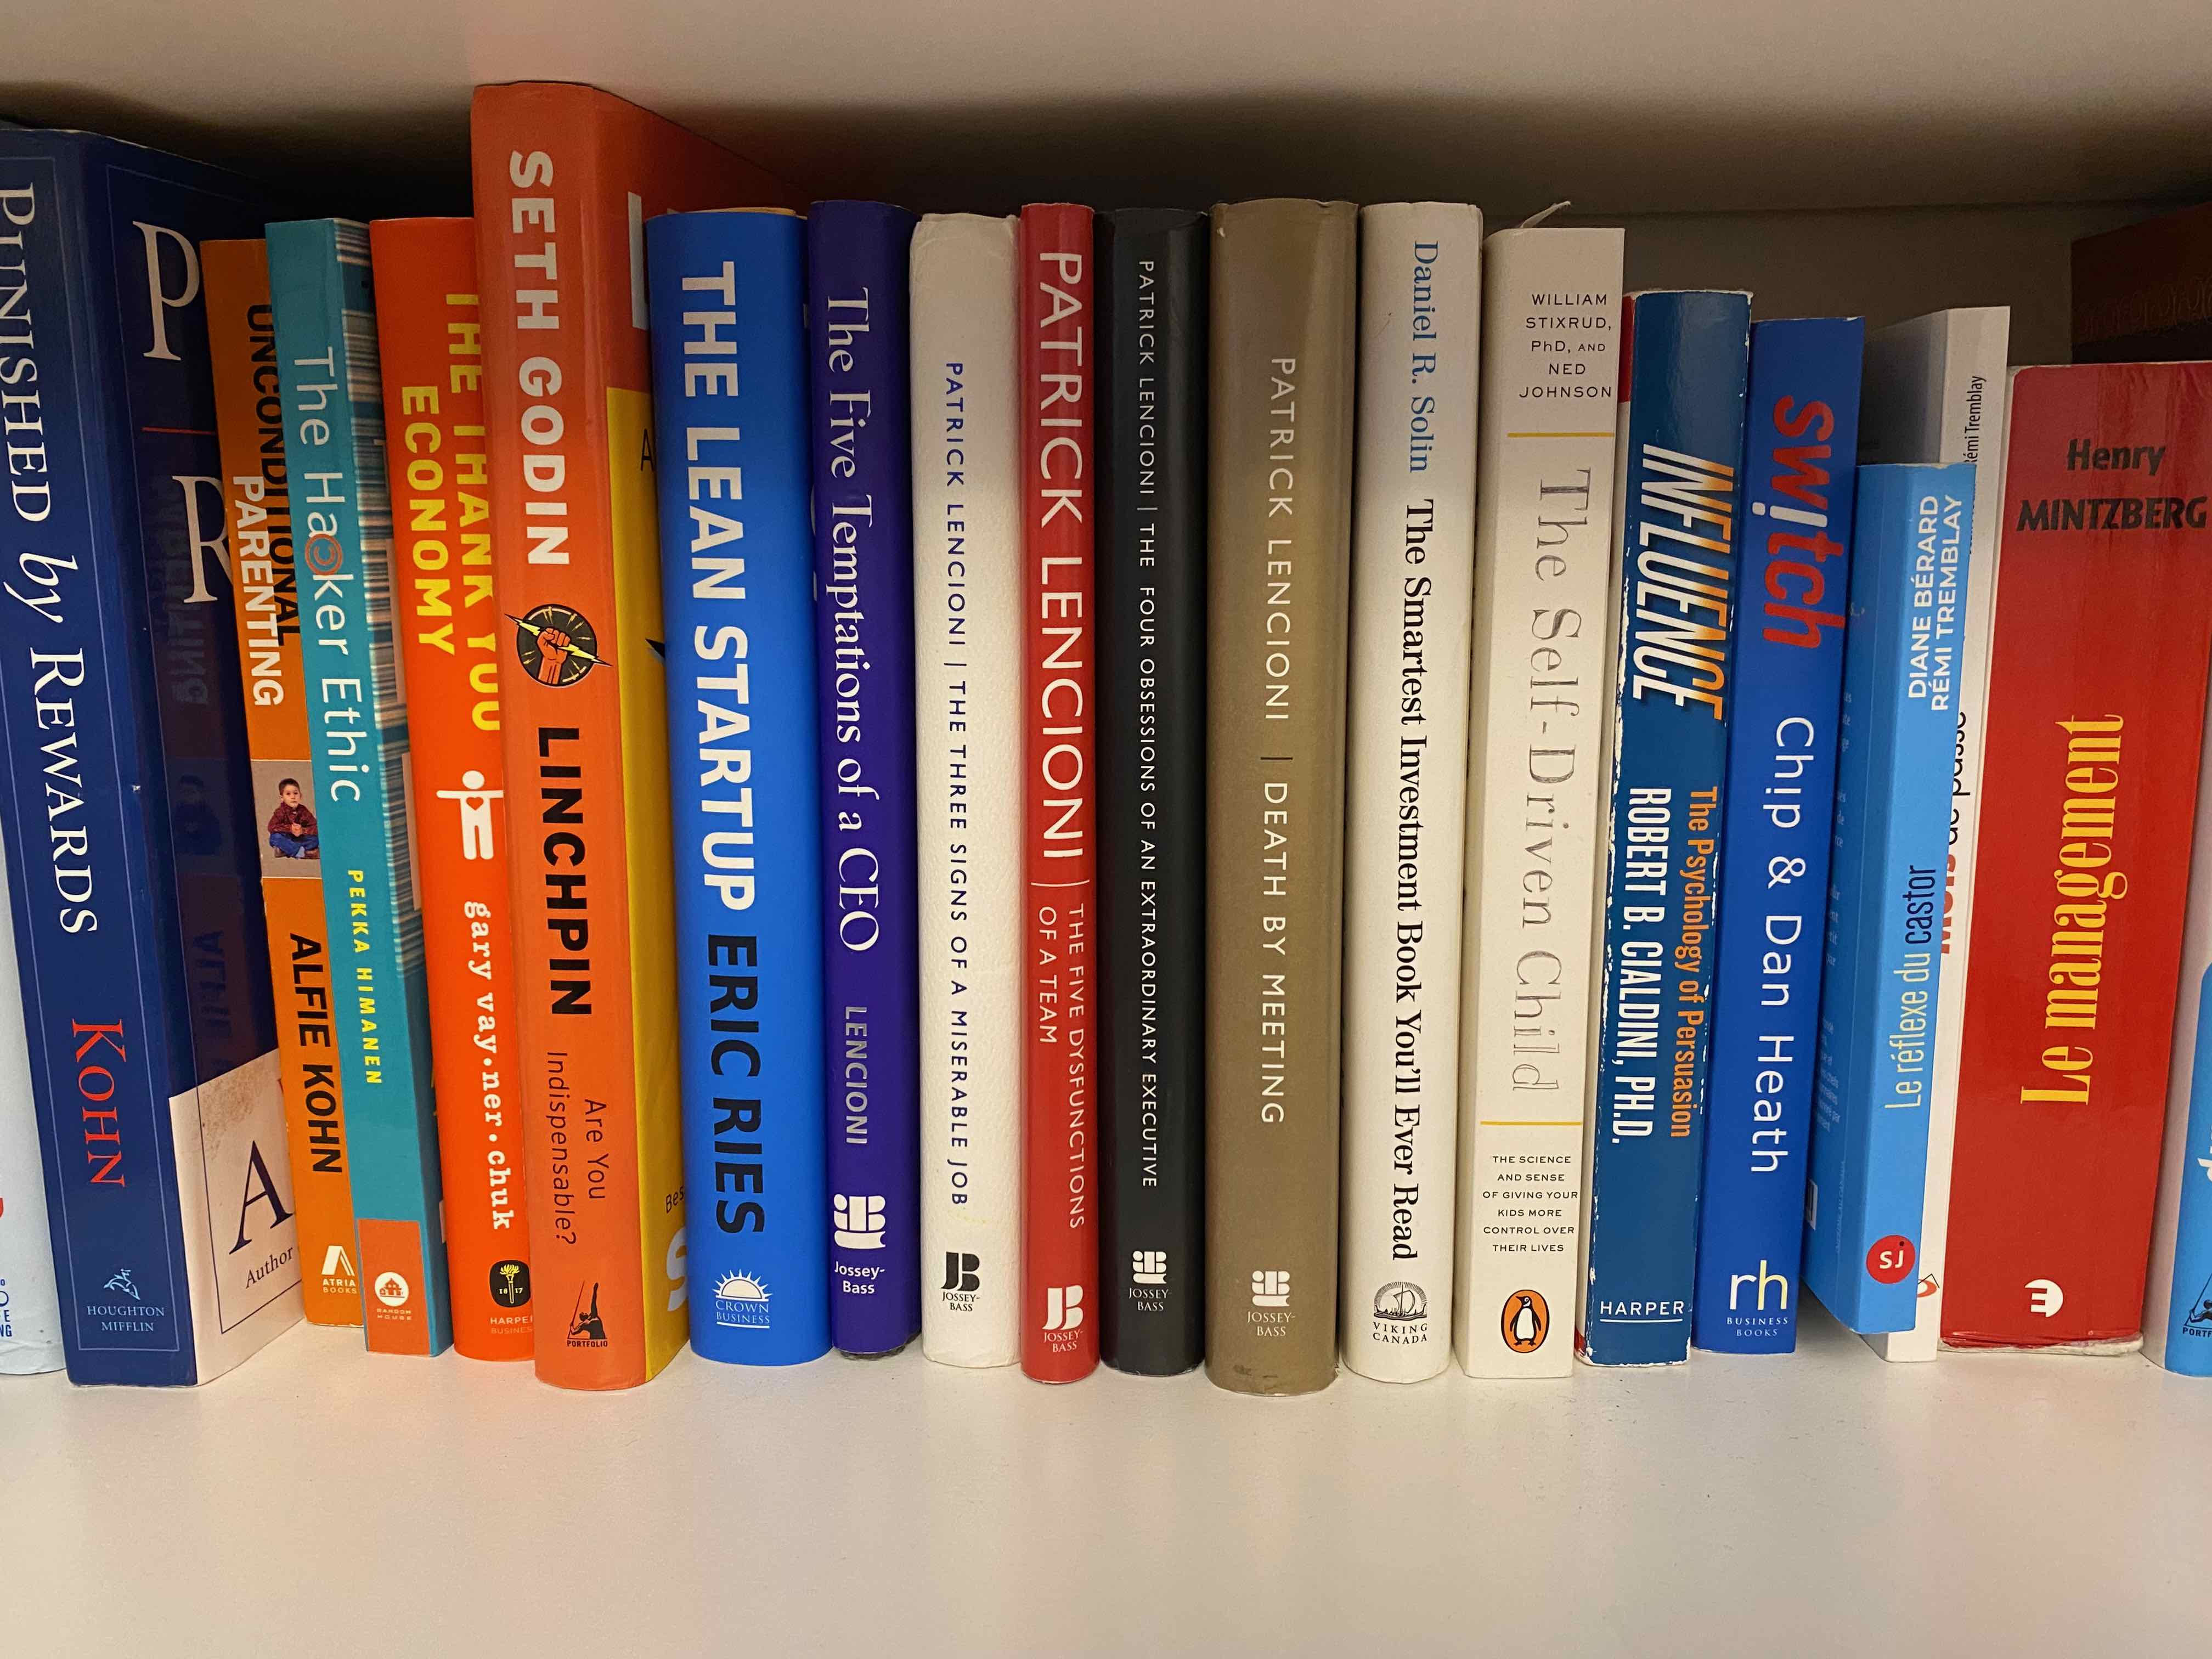 PUNISHED by REWARDS
KOHN
HOUGHTON
MIFFLIN
P
R
A
Author
UNCONDITIONAL
PARENTING
ALFIE KOHN
ATRIA
BOOKS
The Hacker Ethic
PEKKA HIMANEN
RANDOM
HOUSE
THE THANK YOU
ECONOMY
gary vay•ner•chuk
1817
HARPER
BUSINESS
SETH GODIN
LINCHPIN
Are You
Indispensable?
PORTFOLIO
THE LEAN STARTUP ERIC RIES
CROWN
BUSINESS
The Five Temptations of a CEO
LENCIONI
Jossey-
Bass
PATRICK LENCIONI | THE THREE SIGNS OF A MISERABLE JOB
JB
JOSSEY-
BASS
PATRICK LENCIONI | THE FIVE DYSFUNCTIONS
OF A TEAM
JB
JOSSEY-
BASS
PATRICK LENCIONI | THE FOUR OBSESSIONS OF AN EXTRAORDINARY EXECUTIVE
JOSSEY-
BASS
PATRICK LENCIONI | DEATH BY MEETING
JOSSEY-
BASS
Daniel R. Solin The Smartest Investment Book You'll Ever Read
VIKING
CANADA
WILLIAM
STIXRUD,
PhD, AND
NED
JOHNSON
The Self-Driven Child
THE SCIENCE
AND SENSE
OF GIVING YOUR
KIDS MORE
CONTROL OVER
THEIR LIVES
INFLUENCE
The Psychology of Persuasion
ROBERT B. CIALDINI, PH.D.
HARPER
switch Chip & Dan Heath
rh
BUSINESS
BOOKS
DIANE BÉRARD
RÉMI TREMBLAY
Le réflexe du castor
sj
Tremblay
de passe
Henry
MINTZBERG
Le management